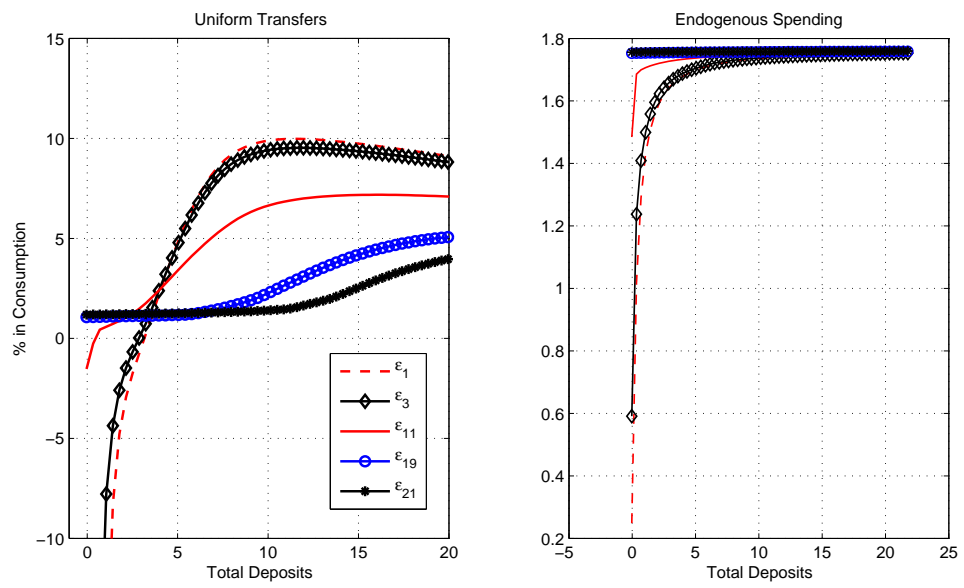 Uniform Transfers
15
10
5
0
−5
−10
% in Consumption
0 5 10 15 20
Total Deposits
ε1
ε3
ε11
ε19
ε21
Endogenous Spending
1.8
1.6
1.4
1.2
1
0.8
0.6
0.4
0.2
−5 0 5 10 15 20 25
Total Deposits